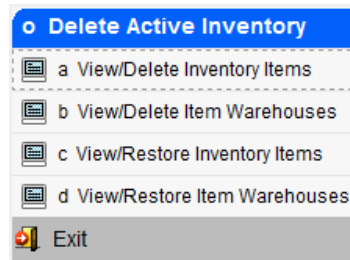 o Delete Active Inventory
a View/Delete Inventory Items
b View/Delete Item Warehouses
c View/Restore Inventory Items
d View/Restore Item Warehouses
Exit